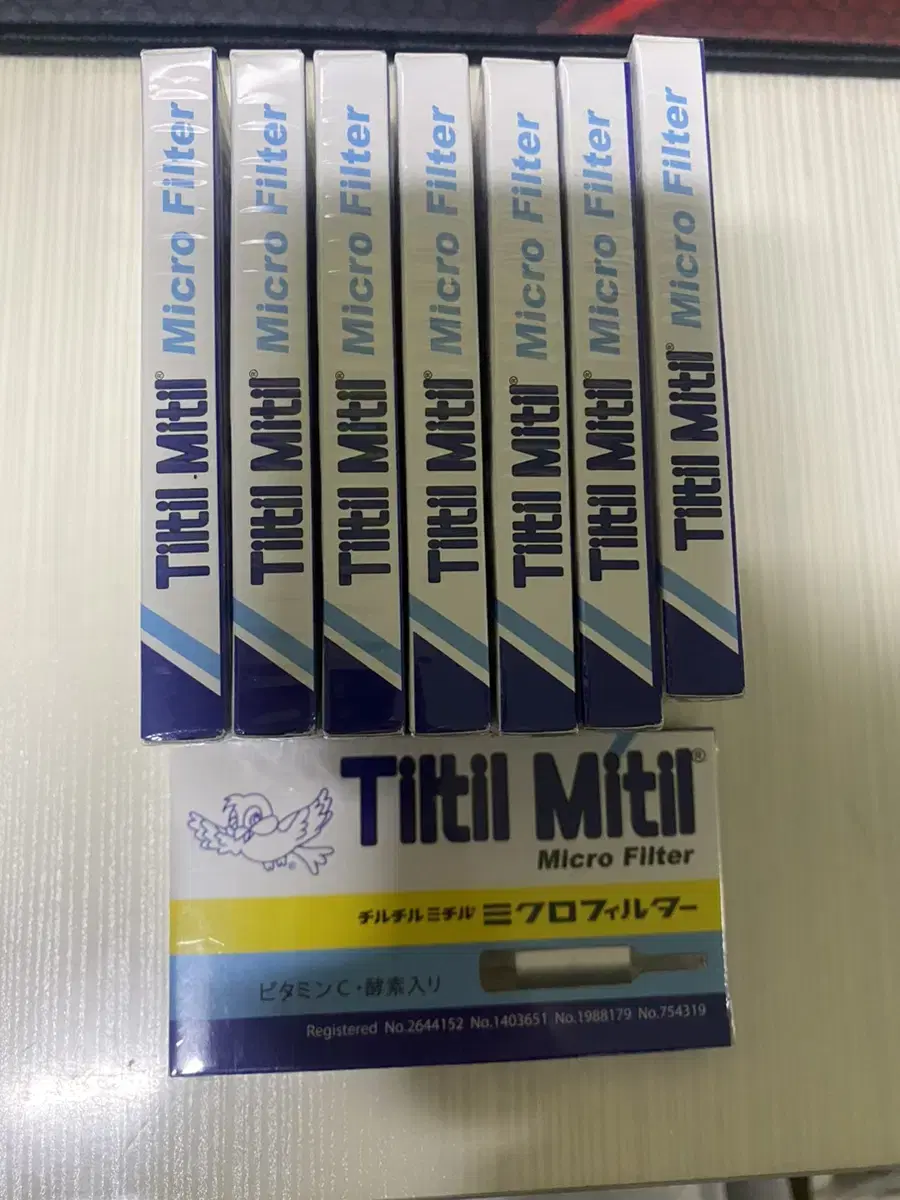 Tiltil Mitil® Micro Filter
Tiltil Mitil® Micro Filter
Tiltil Mitil® Micro Filter
Tiltil Mitil® Micro Filter
Tiltil Mitil® Micro Filter
Tiltil Mitil® Micro Filter
Tiltil Mitil® Micro Filter
Tiltil Mitil®
Micro Filter
チルチルミチル ミクロフィルター
ビタミンC・酵素入り
Registered No.2644152 No.1403651 No.1988179 No.754319